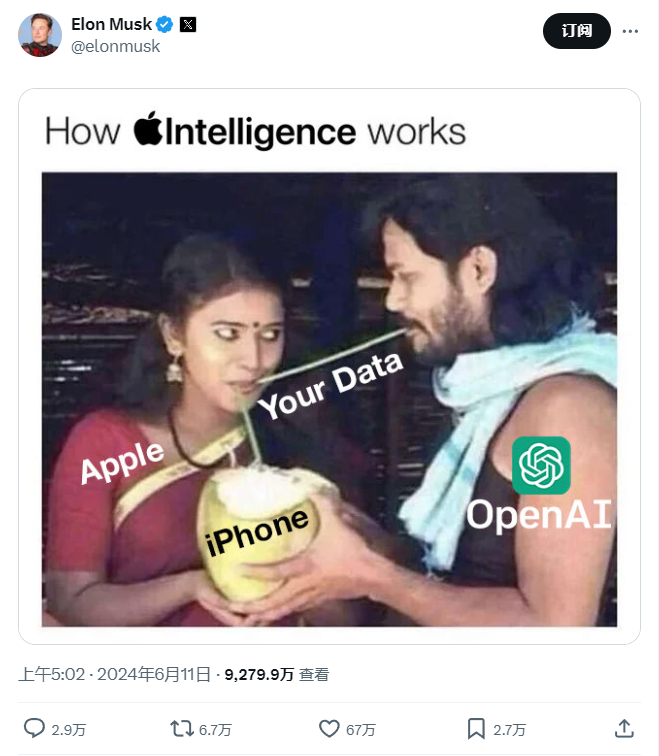 Elon Musk
@elonmusk
订阅
How Intelligence works
Your Data
Apple
iPhone
OpenAI
上午5:02 · 2024年6月11日 · 9,279.9万 查看
2.9万 6.7万 67万 2.7万